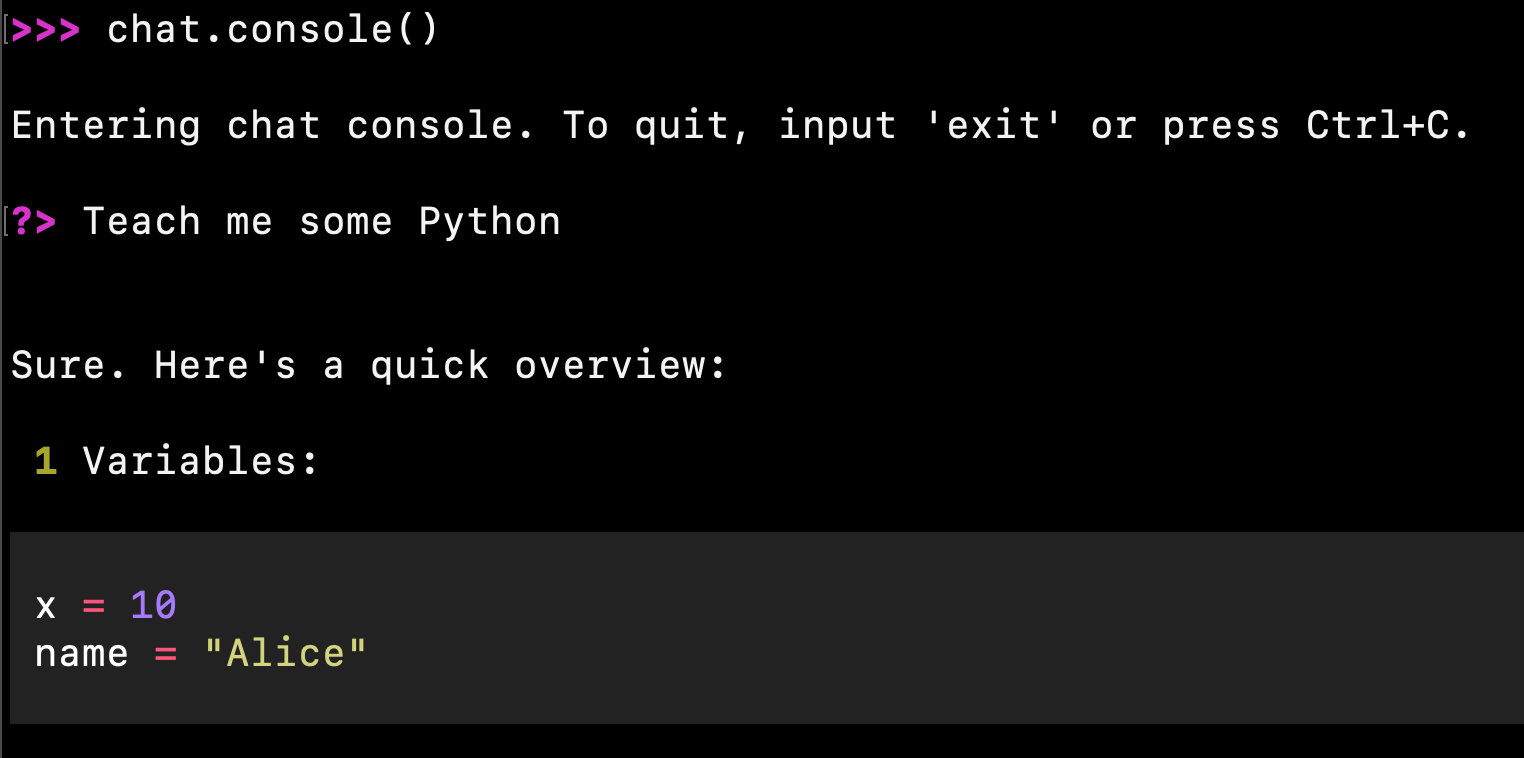 >>> chat.console()
Entering chat console. To quit, input 'exit' or press Ctrl+C.
?> Teach me some Python
Sure. Here's a quick overview:
1 Variables:
x = 10
name = "Alice"